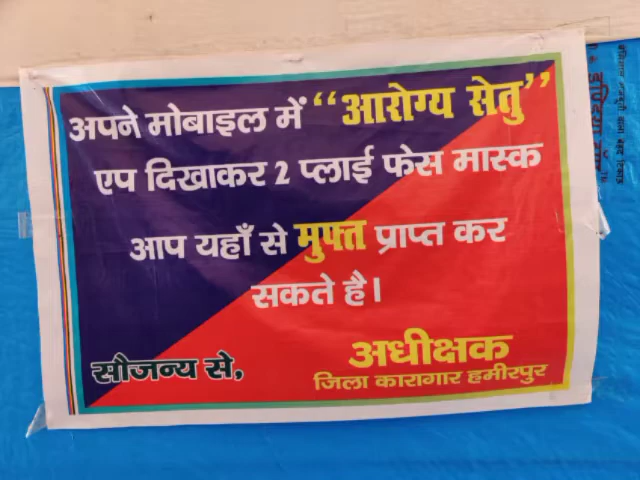 अपने मोबाइल में “आरोग्य सेतु”
एप दिखाकर 2 प्लाई फेस मास्क
आप यहाँ से मुफ्त प्राप्त कर
सकते है।
सौजन्य से,
अधीक्षक
जिला कारागार हमीरपुर